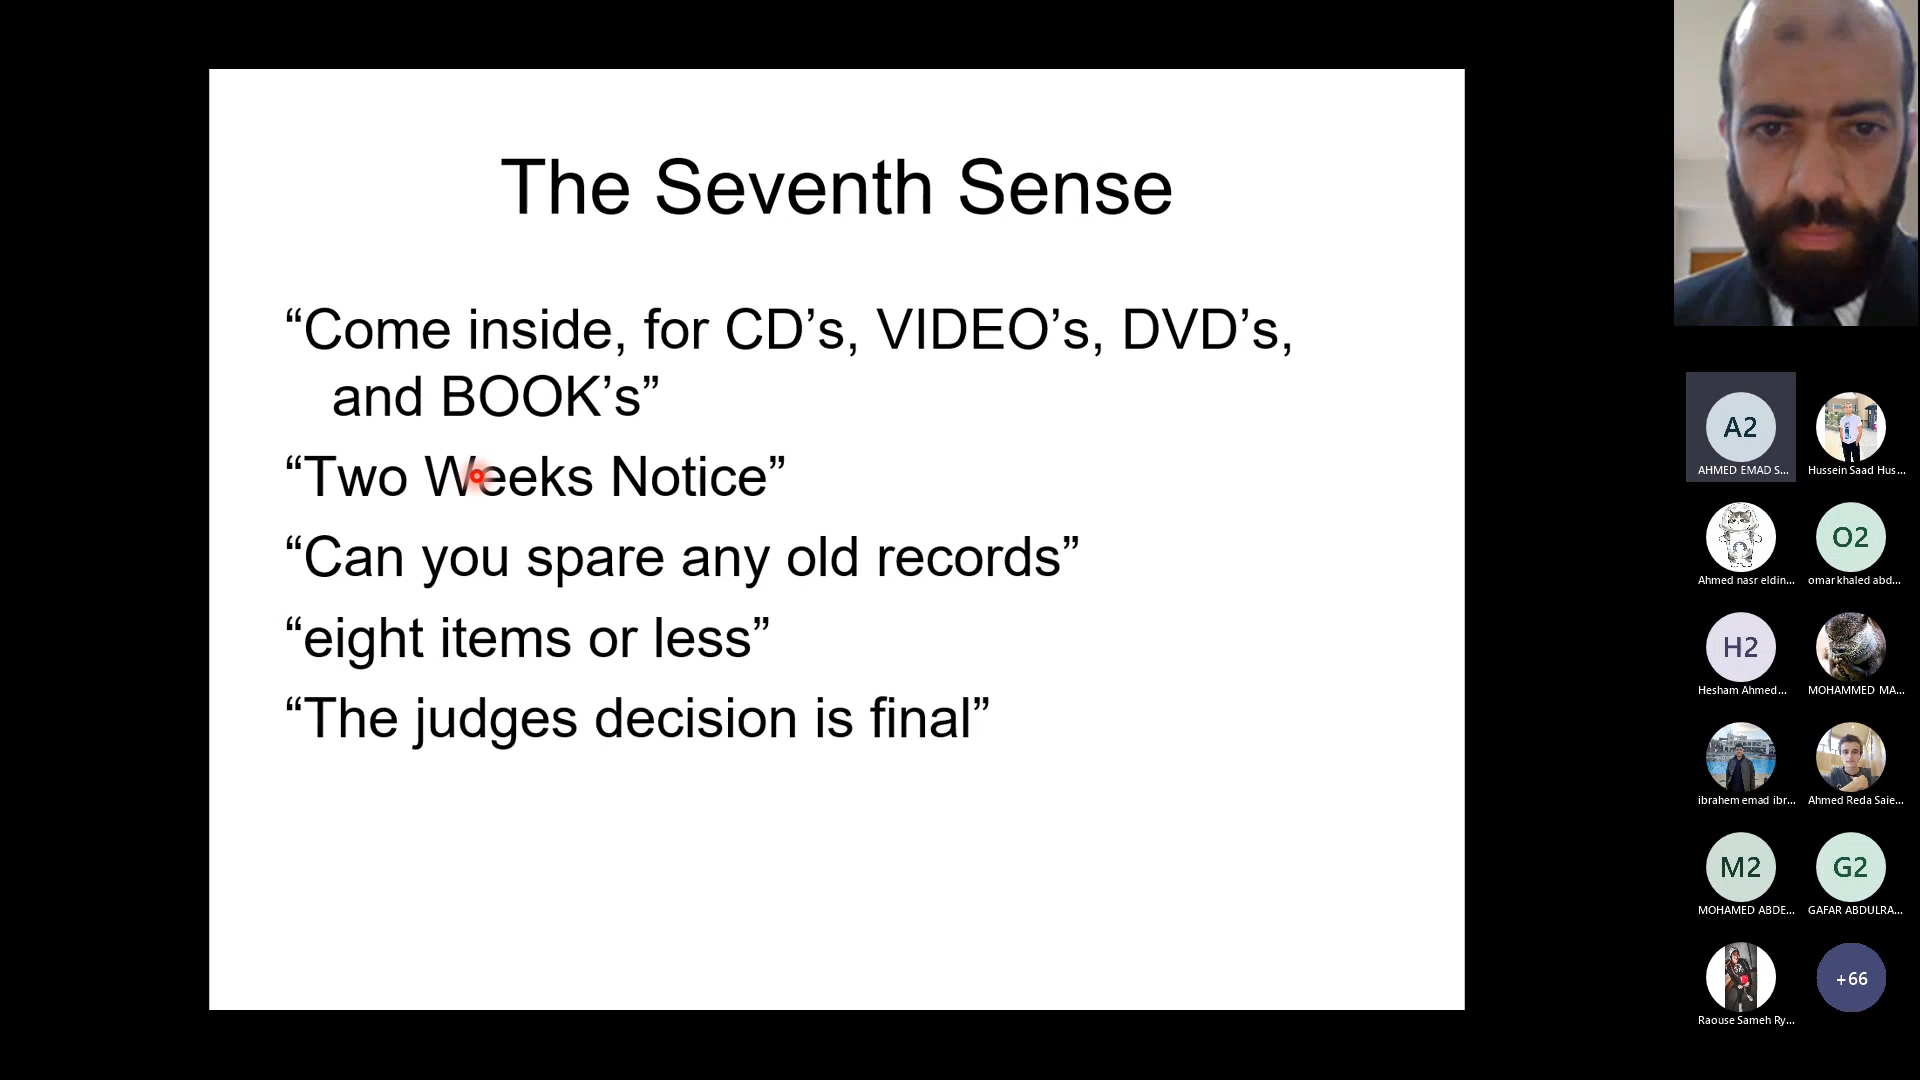 The Seventh Sense
“Come inside, for CD’s, VIDEO’s, DVD’s,
and BOOK’s”
“Two Weeks Notice”
“Can you spare any old records”
“eight items or less”
“The judges decision is final”
A2
AHMED EMAD S...
Hussein Saad Hus...
Ahmed nasr eldin...
O2
omar khaled abd...
H2
Hesham Ahmed...
MOHAMMED MA...
ibrahem emad ibr...
Ahmed Reda Saie...
M2
MOHAMED ABDE...
G2
GAFAR ABDULRA...
Raouse Sameh Ry...
+66